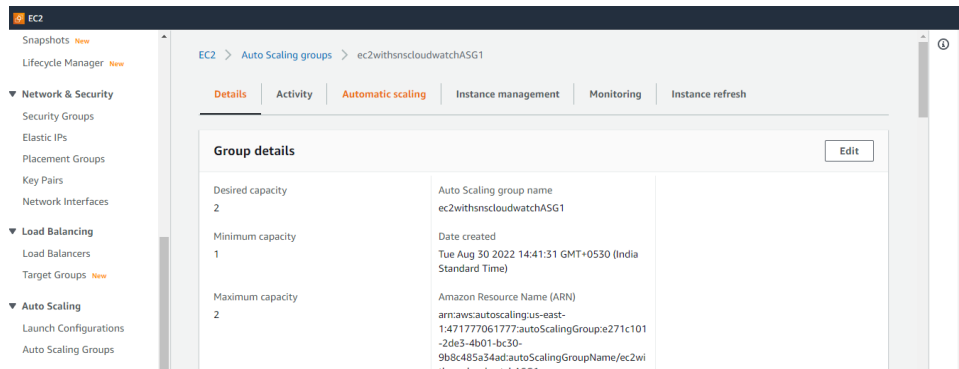 EC2
Snapshots New
Lifecycle Manager New
Network & Security
Security Groups
Elastic IPs
Placement Groups
Key Pairs
Network Interfaces
Load Balancing
Load Balancers
Target Groups New
Auto Scaling
Launch Configurations
Auto Scaling Groups
EC2 > Auto Scaling groups > ec2withsnscloudwatchASG1
Details Activity Automatic scaling Instance management Monitoring Instance refresh
Group details
Edit
Desired capacity
2
Minimum capacity
1
Maximum capacity
2
Auto Scaling group name
ec2withsnscloudwatchASG1
Date created
Tue Aug 30 2022 14:41:31 GMT+0530 (India
Standard Time)
Amazon Resource Name (ARN)
arn:aws:autoscaling:us-east-
1:471777061777:autoScalingGroup:e271c101
-2de3-4b01-bc30-
9b8c485a34ad:autoScalingGroupName/ec2wi